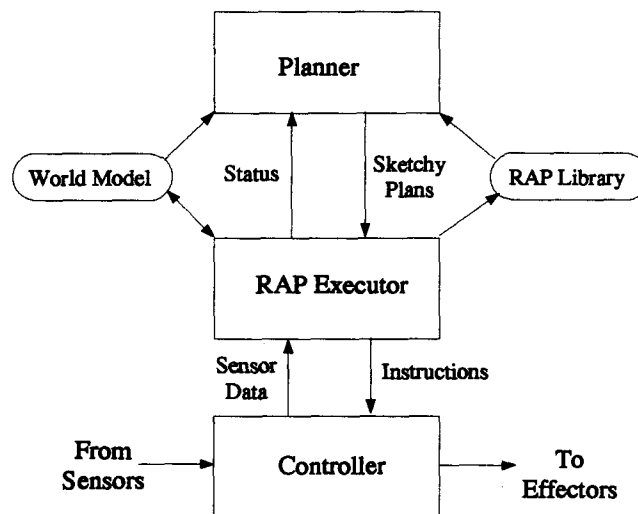 Planner
World Model
Status
Sketchy
Plans
RAP Library
RAP Executor
Sensor
Data
Instructions
From
Sensors
Controller
To
Effectors